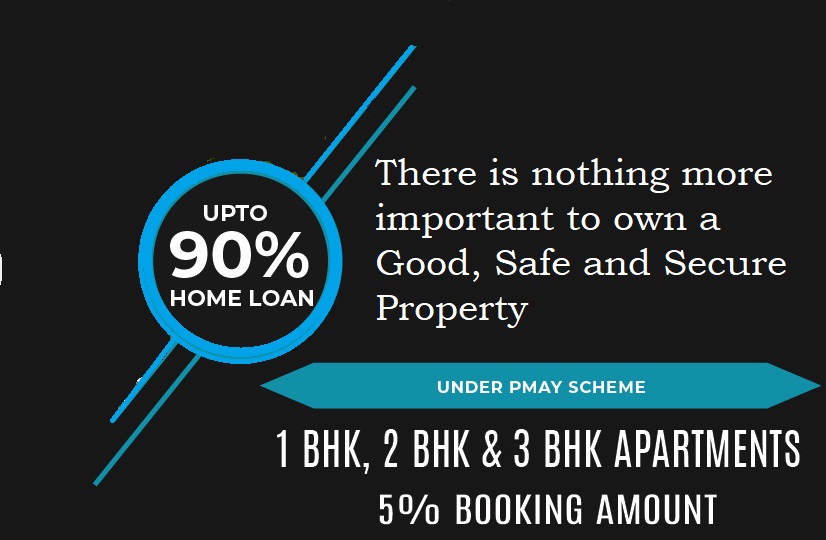 UPTO
90%
HOME LOAN
There is nothing more
important to own a
Good, Safe and Secure
Property
UNDER PMAY SCHEME
1 BHK, 2 BHK & 3 BHK APARTMENTS
5% BOOKING AMOUNT